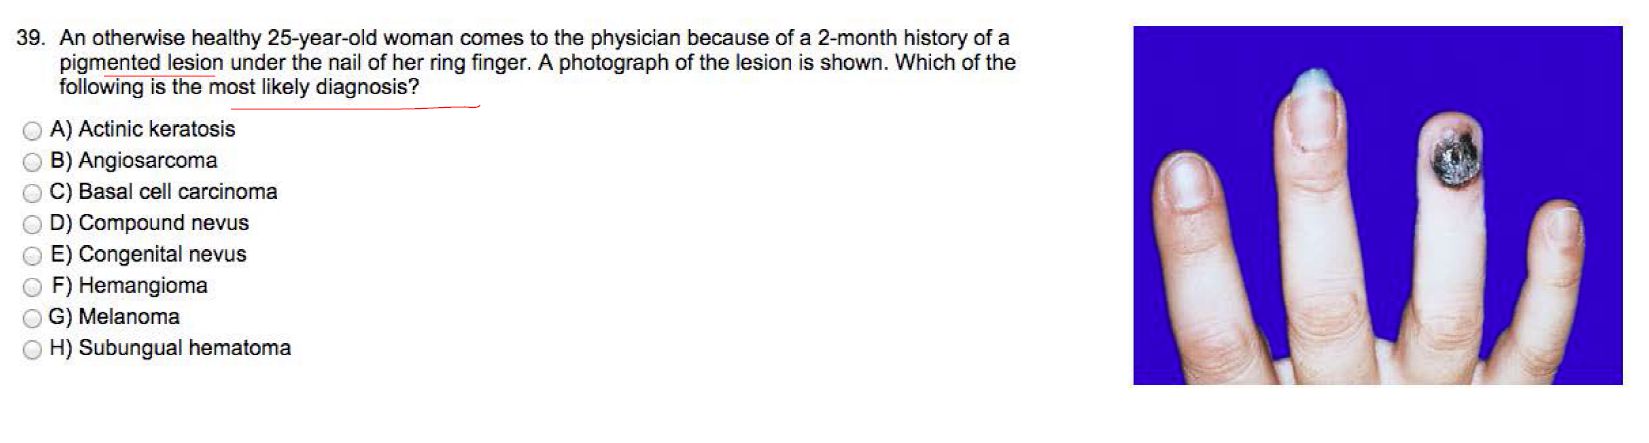 39. An otherwise healthy 25-year-old woman comes to the physician because of a 2-month history of a
pigmented lesion under the nail of her ring finger. A photograph of the lesion is shown. Which of the
following is the most likely diagnosis?
A) Actinic keratosis
B) Angiosarcoma
C) Basal cell carcinoma
D) Compound nevus
E) Congenital nevus
F) Hemangioma
G) Melanoma
H) Subungual hematoma